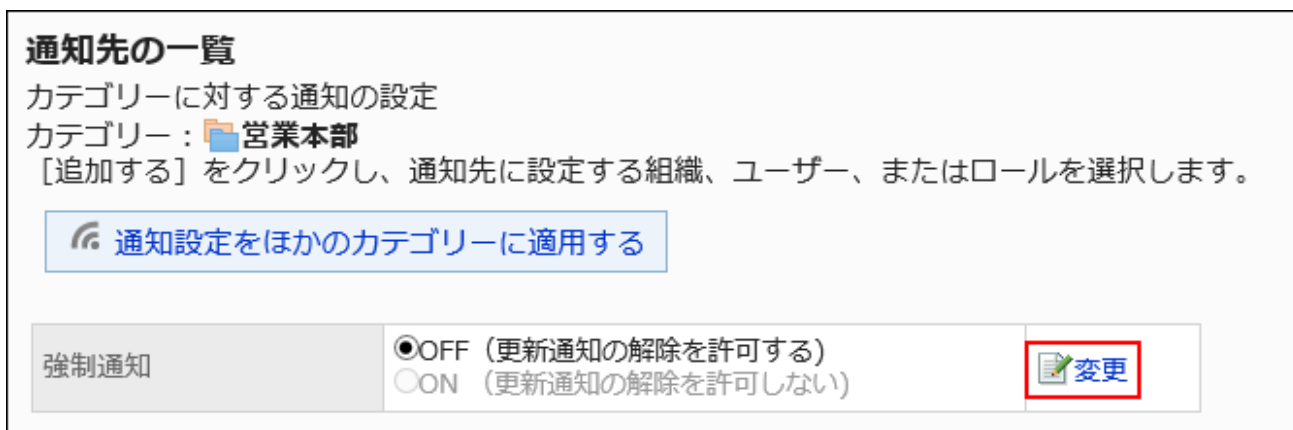 通知先の一覧
カテゴリーに対する通知の設定
カテゴリー：営業本部
［追加する］をクリックし、通知先に設定する組織、ユーザー、またはロールを選択します。
通知設定をほかのカテゴリーに適用する
強制通知
OFF（更新通知の解除を許可する)
ON （更新通知の解除を許可しない)
変更